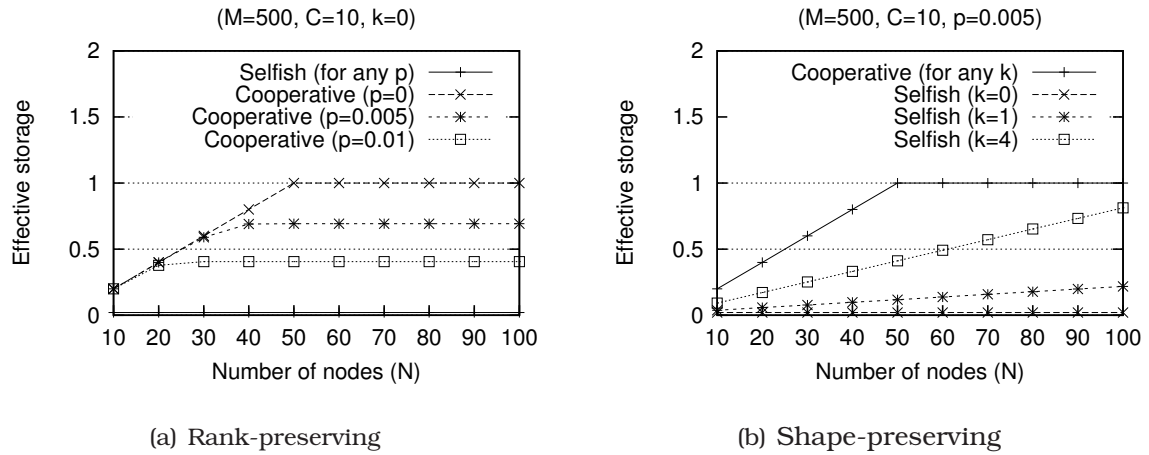 (M=500, C=10, k=0)
2
1.5
1
0.5
0
Effective storage
Selfish (for any p)
Cooperative (p=0)
Cooperative (p=0.005)
Cooperative (p=0.01)
10 20 30 40 50 60 70 80 90 100
Number of nodes (N)
(a) Rank-preserving
(M=500, C=10, p=0.005)
2
1.5
1
0.5
0
Effective storage
Cooperative (for any k)
Selfish (k=0)
Selfish (k=1)
Selfish (k=4)
10 20 30 40 50 60 70 80 90 100
Number of nodes (N)
(b) Shape-preserving